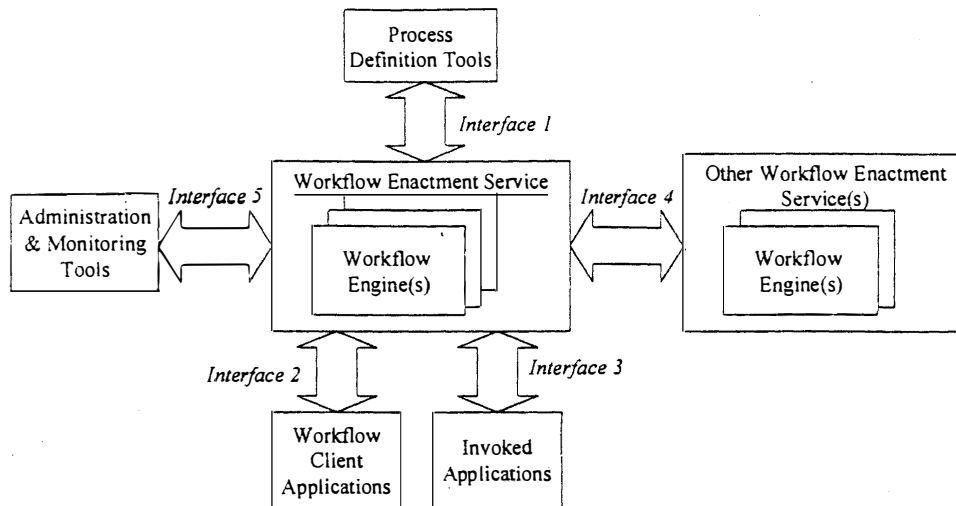 Process
Definition Tools
Interface 1
Workflow Enactment Service
Interface 5
Interface 4
Other Workflow Enactment
Service(s)
Administration
& Monitoring
Tools
Workflow
Engine(s)
Workflow
Engine(s)
Interface 2
Interface 3
Workflow
Client
Applications
Invoked
Applications